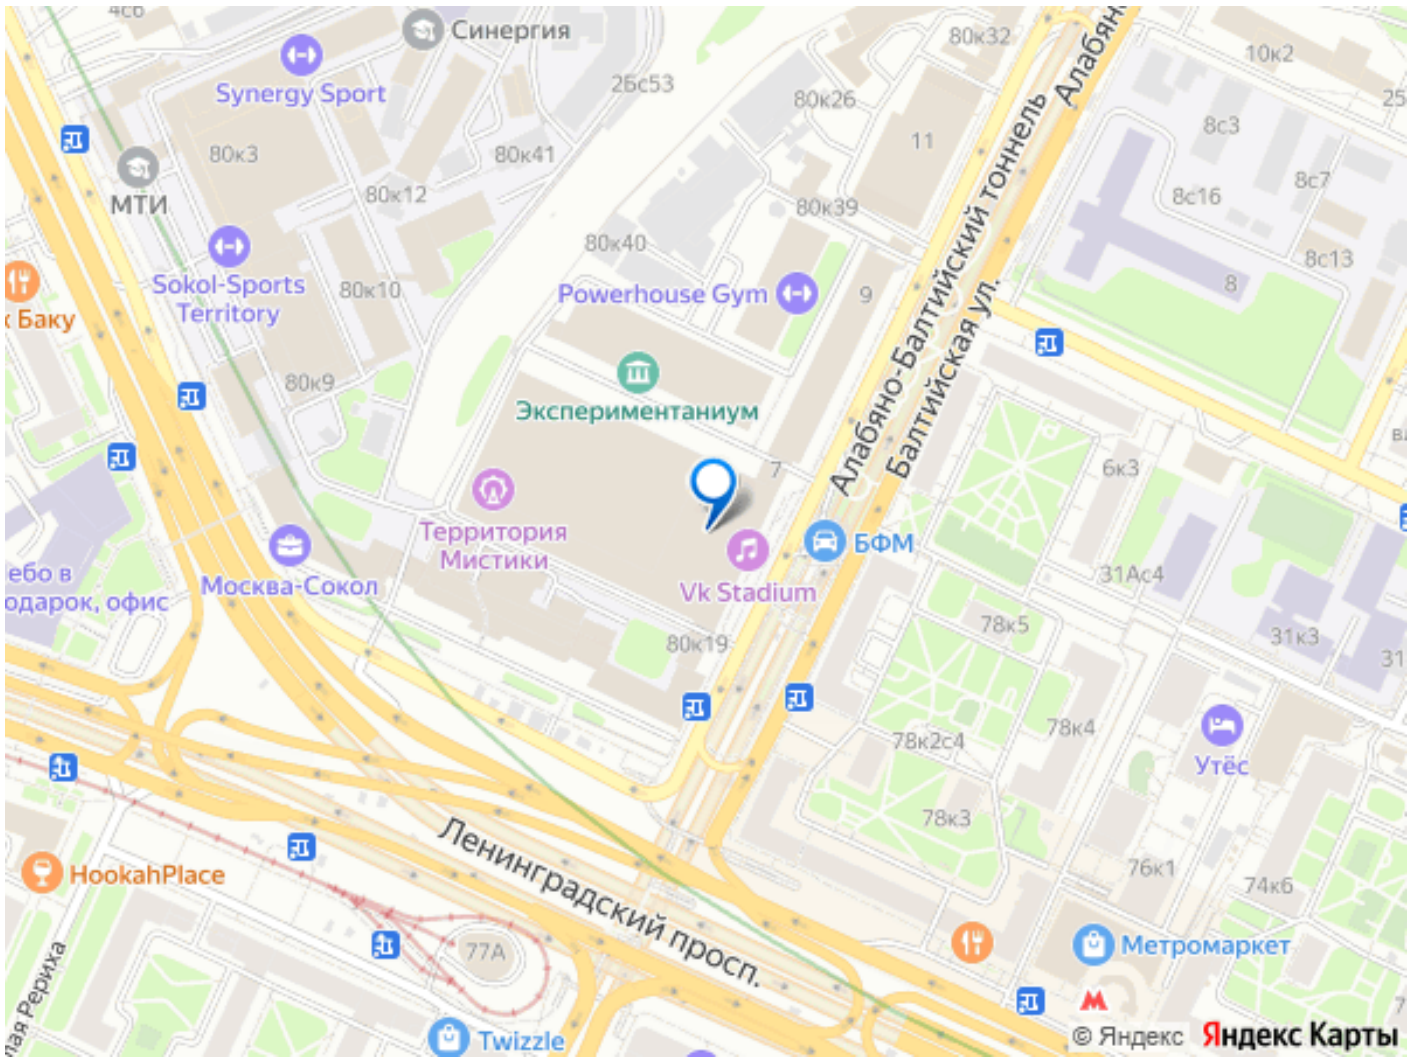 4с6
Синергия
80к32
Алабяно
10к2
Synergy Sport
2Бс53
80к26
25
8с3
80к3
80к41
11
МТИ
80к12
80к39
8с7
8с16
80к40
8с13
Sokol-Sports
Territory
80к10
Powerhouse Gym
9
8
к Баку
80к9
Экспериментаниум
Алабяно-Балтийский тоннель
Балтийская ул.
7
6к3
Территория
Мистики
БФМ
ебо в
одарок, офис
Москва-Сокол
Vk Stadium
31Ас4
78к5
31к3
80к19
31
78к2с4
78к4
Утёс
78к3
Ленинградский просп.
HookahPlace
76к1
74к6
77А
Метромаркет
лая Рериха
Twizzle
© Яндекс Яндекс Карты